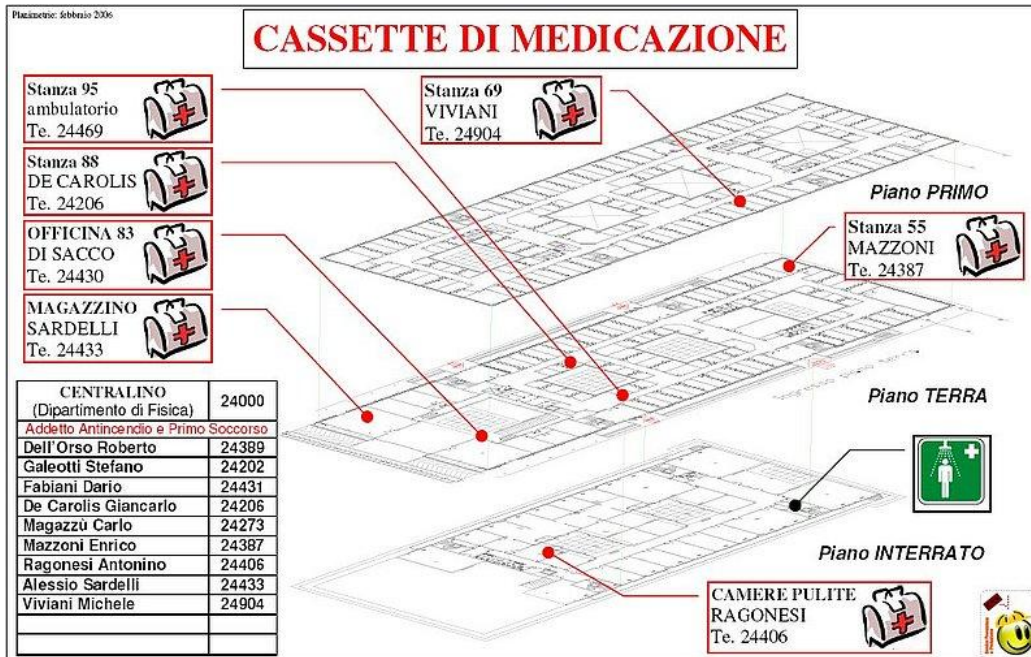 Planimetrie: febbraio 2006
CASSETTE DI MEDICAZIONE
Stanza 95
ambulatorio
Te. 24469
Stanza 88
DE CAROLIS
Te. 24206
OFFICINA 83
DI SACCO
Te. 24430
MAGAZZINO
SARDELLI
Te. 24433
Stanza 69
VIVIANI
Te. 24904
Piano PRIMO
Stanza 55
MAZZONI
Te. 24387
Piano TERRA
Piano INTERRATO
CAMERE PULITE
RAGONESI
Te. 24406
CENTRALINO 24000
(Dipartimento di Fisica)
Addetto Antincendio e Primo Soccorso
Dell'Orso Roberto 24389
Galeotti Stefano 24202
Fabiani Dario 24431
De Carolis Giancarlo 24206
Magazzù Carlo 24273
Mazzoni Enrico 24387
Ragonesi Antonino 24406
Alessio Sardelli 24433
Viviani Michele 24904